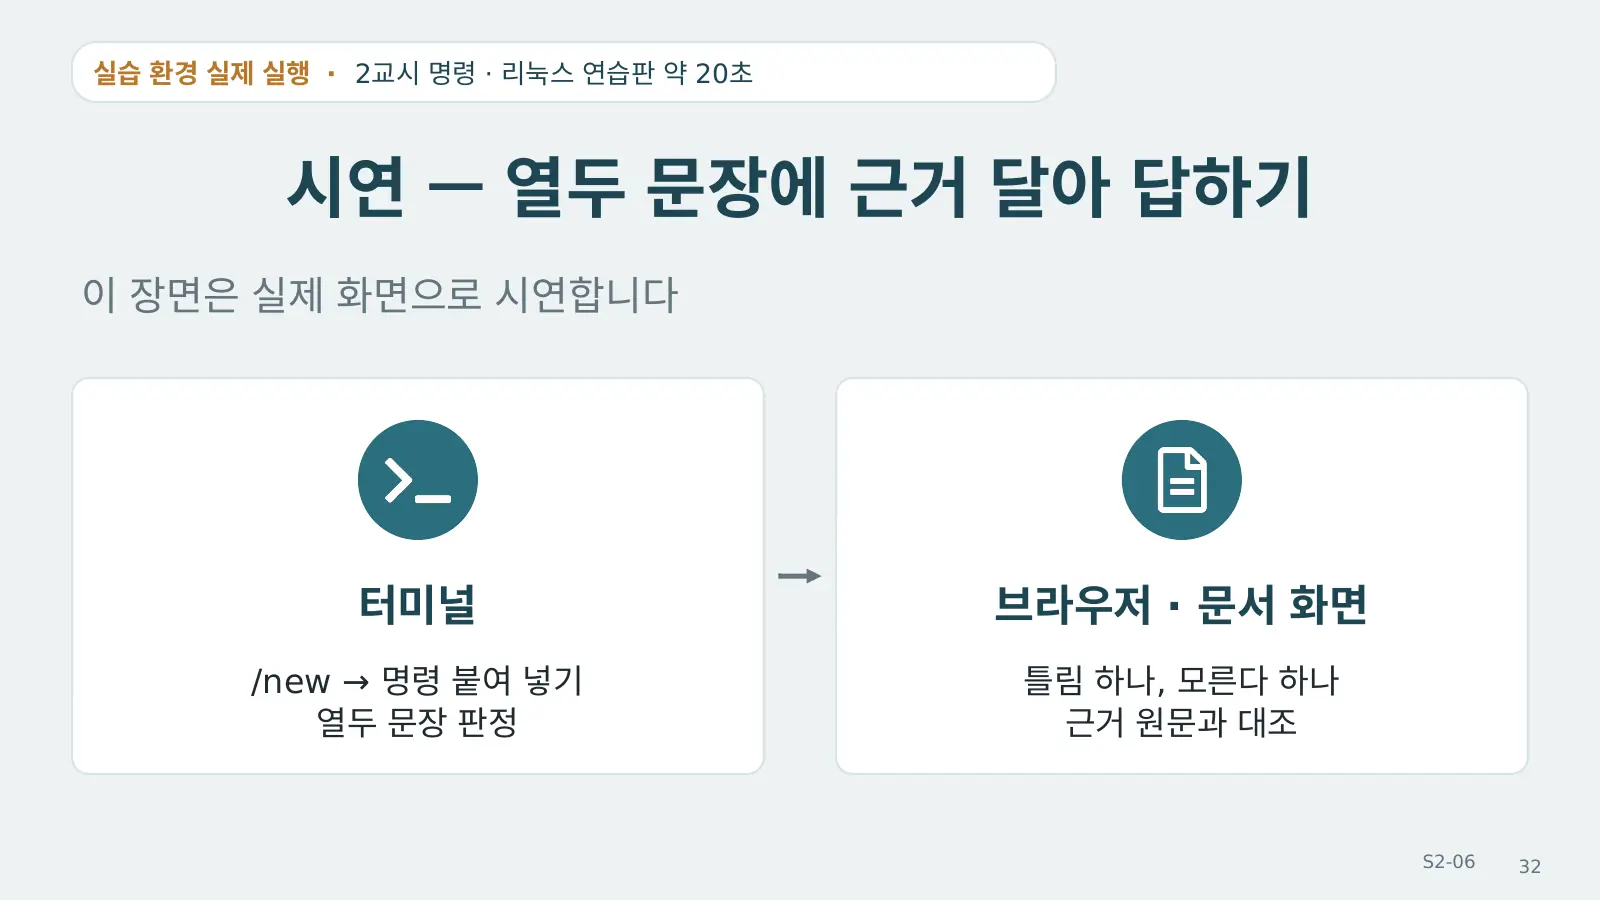 실습 환경 실제 실행 · 2교시 명령 · 리눅스 연습판 약 20초
시연 — 열두 문장에 근거 달아 답하기
이 장면은 실제 화면으로 시연합니다
터미널
/new → 명령 붙여 넣기
열두 문장 판정
브라우저 · 문서 화면
틀림 하나, 모른다 하나
근거 원문과 대조
S2-06
32